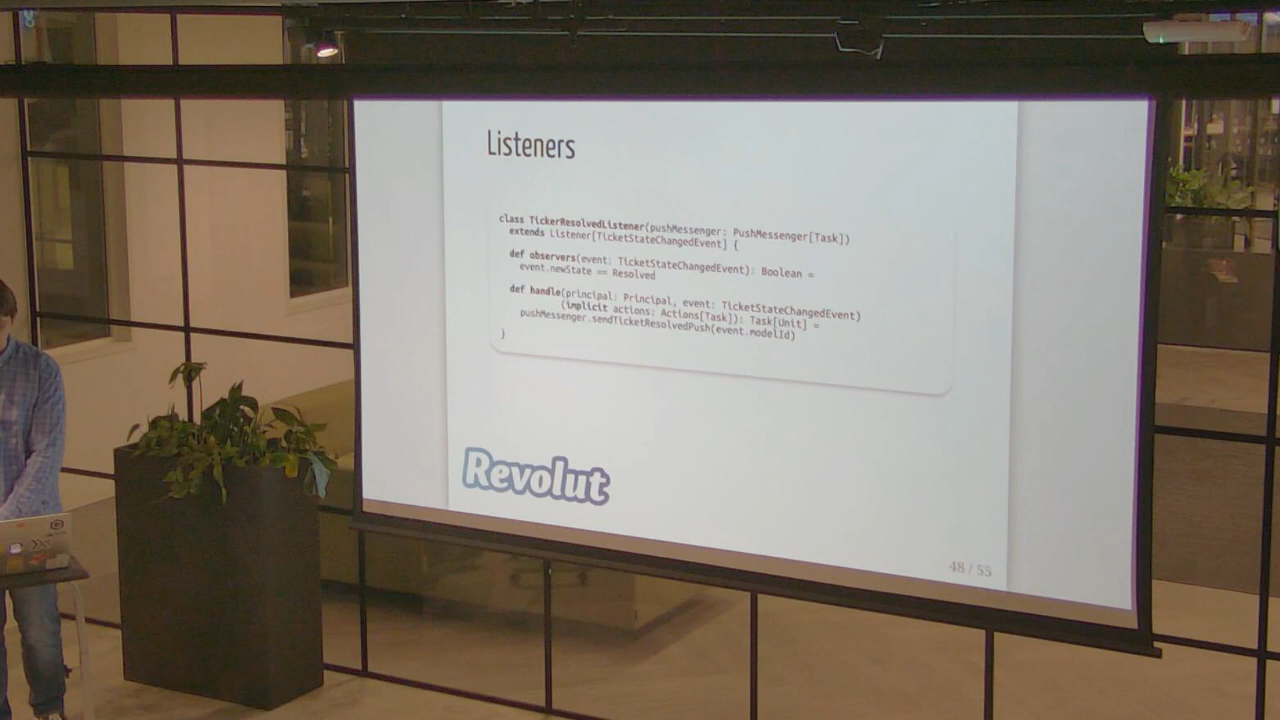 Listeners
class TickerResolvedListener(pushMessenger: PushMessenger[Task])
extends Listener[TicketStateChangedEvent] {
def observers(event: TicketStateChangedEvent): Boolean =
event.newState == Resolved
def handle(principal: Principal, event: TicketStateChangedEvent)
(implicit actions: Actions[Task]): Task[Unit] =
pushMessenger.sendTicketResolvedPush(event.modelId)
}
Revolut
48 / 55